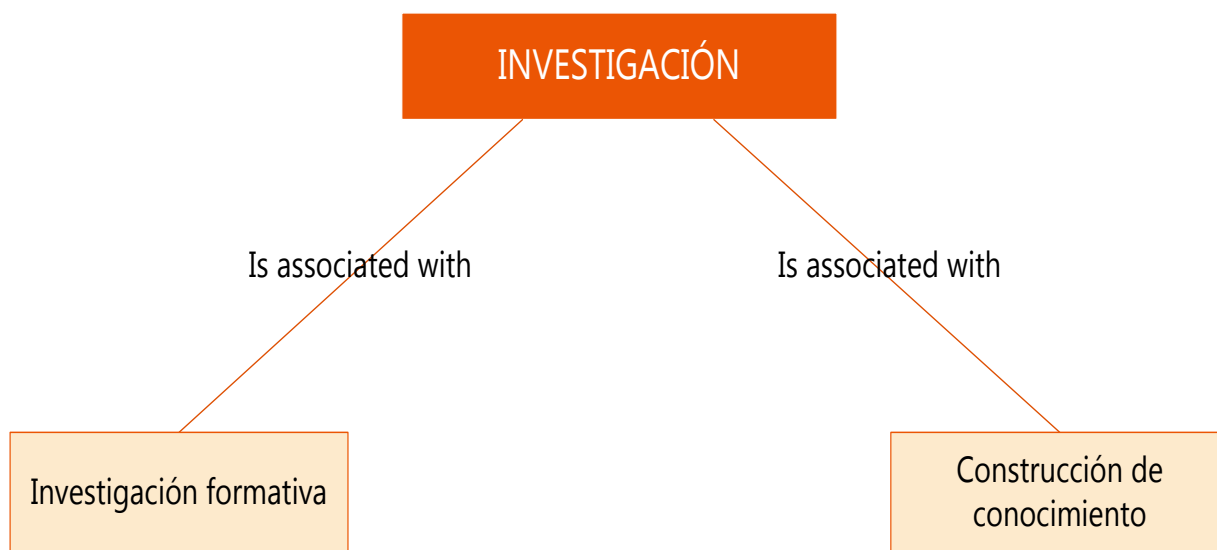 INVESTIGACIÓN
Is associated with
Is associated with
Investigación formativa
Construcción de
conocimiento